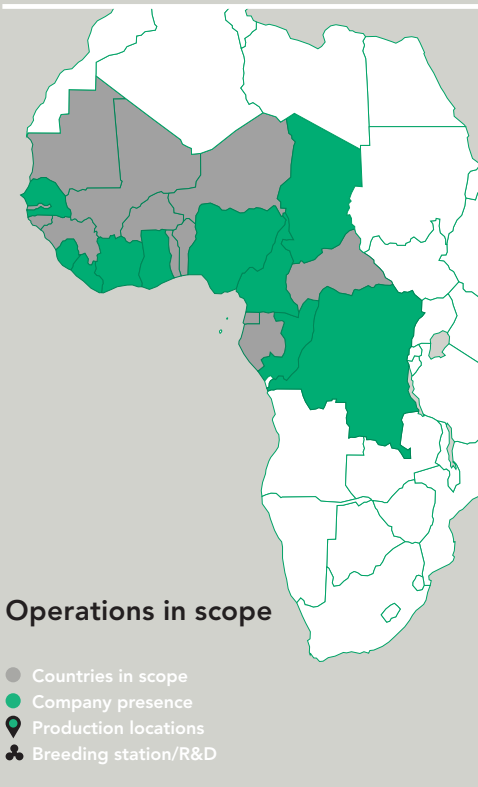 Operations in scope
Countries in scope
Company presence
Production locations
Breeding station/R&D